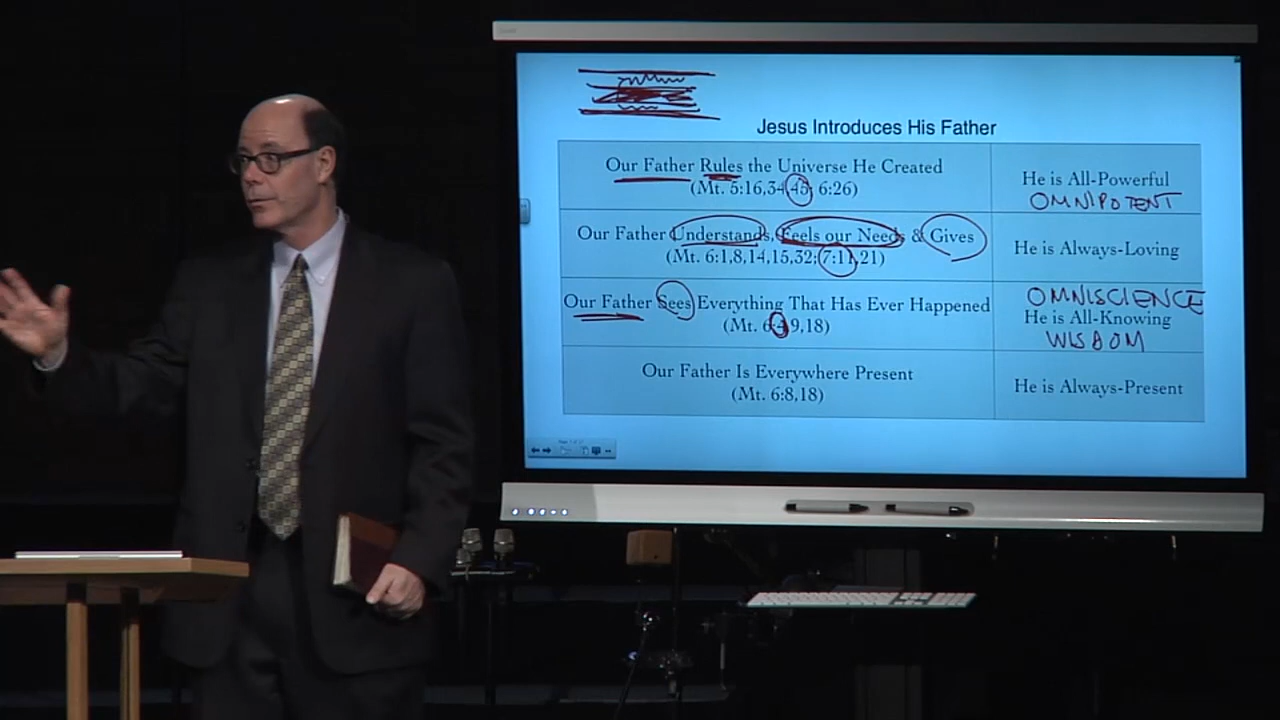 Jesus Introduces His Father
Our Father Rules the Universe He Created
(Mt. 5:16,34,45; 6:26)
He is All-Powerful
OMNIPOTENT
Our Father Understands, Feels our Needs & Gives
(Mt. 6:1,8,14,15,32; 7:11,21)
He is Always-Loving
Our Father Sees Everything That Has Ever Happened
(Mt. 6:4,9,18)
OMNISCIENCE
He is All-Knowing
WISDOM
Our Father Is Everywhere Present
(Mt. 6:8,18)
He is Always-Present